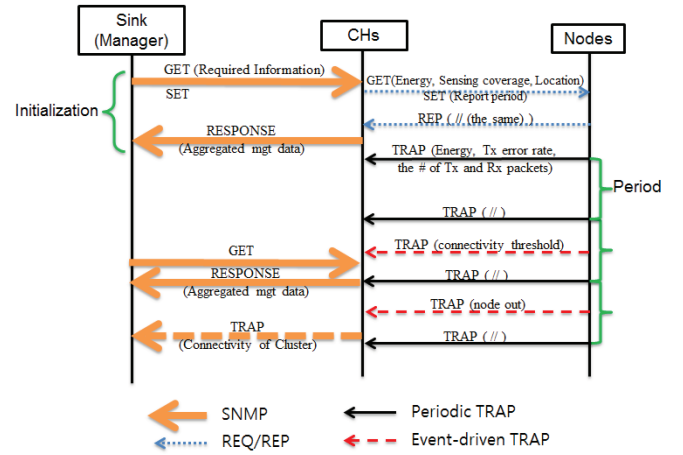 Sink
(Manager)
CHs
Nodes
GET (Required Information)
SET
GET(Energy, Sensing coverage, Location)
SET (Report period)
Initialization
REP ( // (the same) )
RESPONSE
(Aggregated mgt data)
TRAP (Energy, Tx error rate,
the # of Tx and Rx packets)
Period
TRAP ( // )
GET
TRAP (connectivity threshold)
RESPONSE
(Aggregated mgt data)
TRAP ( // )
TRAP (node out)
TRAP
(Connectivity of Cluster)
TRAP ( // )
SNMP
Periodic TRAP
REQ/REP
Event-driven TRAP